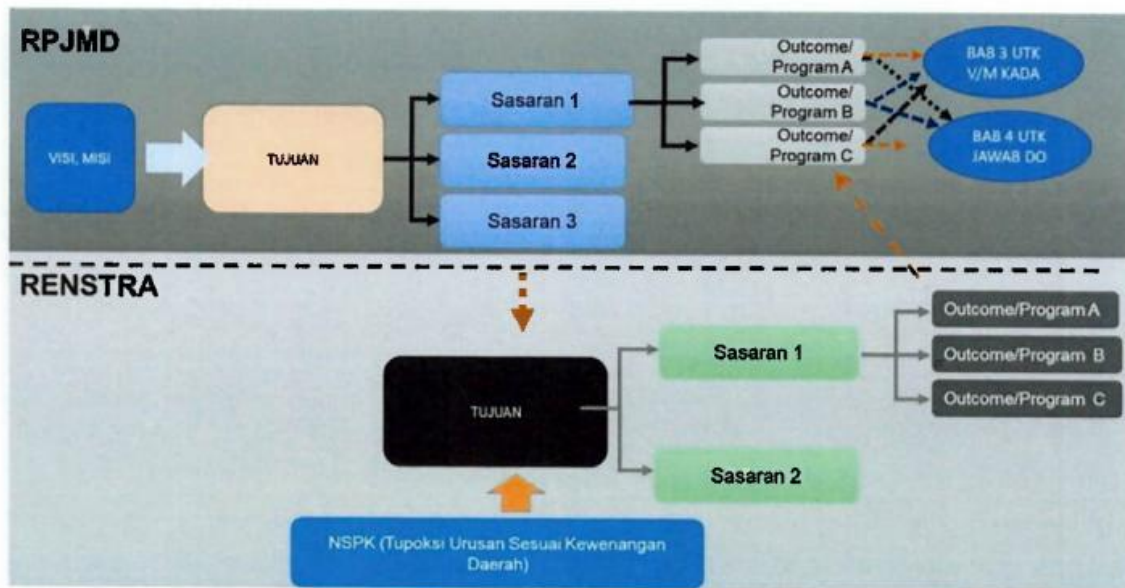 RPJMD
VISI, MISI
TUJUAN
Sasaran 1
Sasaran 2
Sasaran 3
Outcome/
Program A
Outcome/
Program B
Outcome/
Program C
BAB 3 UTK
V/M KADA
BAB 4 UTK
JAWAB DO
RENSTRA
TUJUAN
Sasaran 1
Sasaran 2
Outcome/Program A
Outcome/Program B
Outcome/Program C
NSPK (Tupoksi Urusan Sesuai Kewenangan
Daerah)